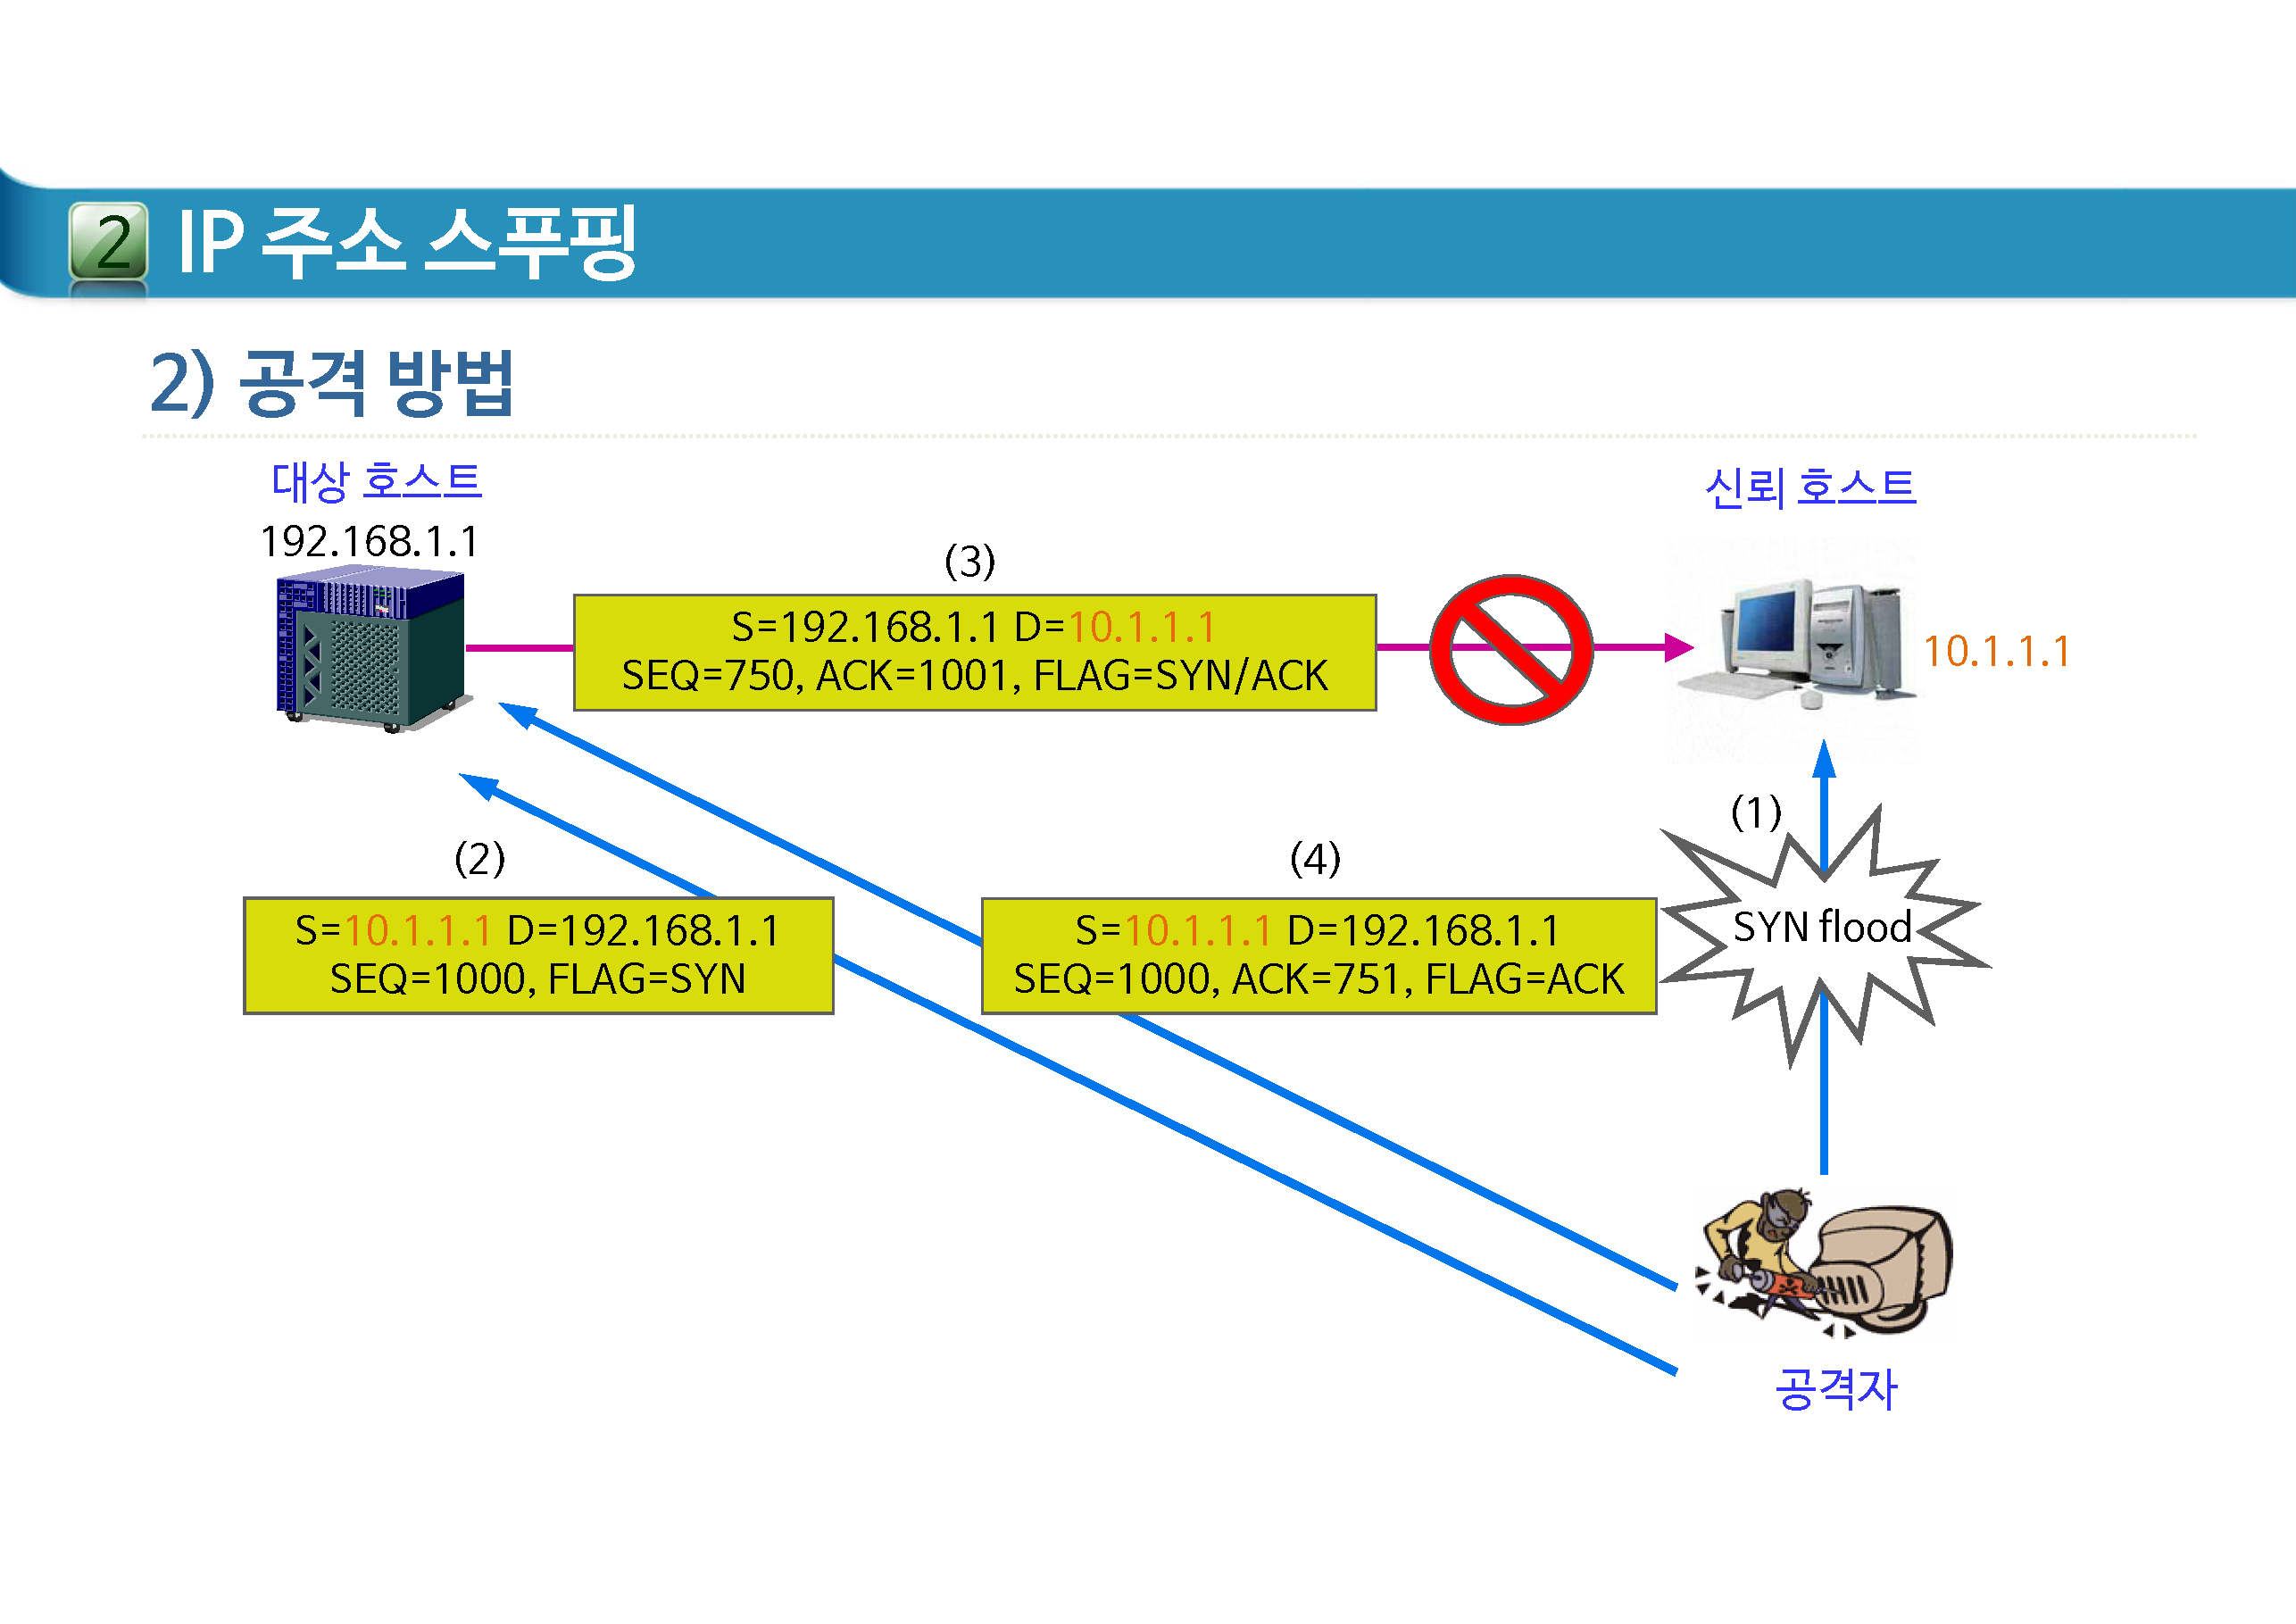 2 IP 주소 스푸핑
2) 공격 방법
대상 호스트
192.168.1.1
신뢰 호스트
10.1.1.1
(3)
S=192.168.1.1 D=10.1.1.1
SEQ=750, ACK=1001, FLAG=SYN/ACK
(1)
SYN flood
(2)
S=10.1.1.1 D=192.168.1.1
SEQ=1000, FLAG=SYN
(4)
S=10.1.1.1 D=192.168.1.1
SEQ=1000, ACK=751, FLAG=ACK
공격자